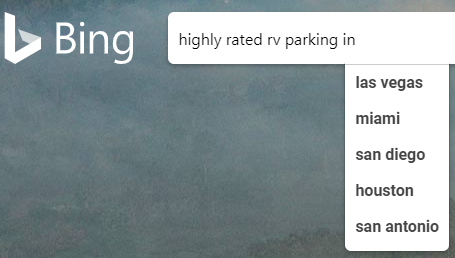 Bing
highly rated rv parking in
las vegas
miami
san diego
houston
san antonio